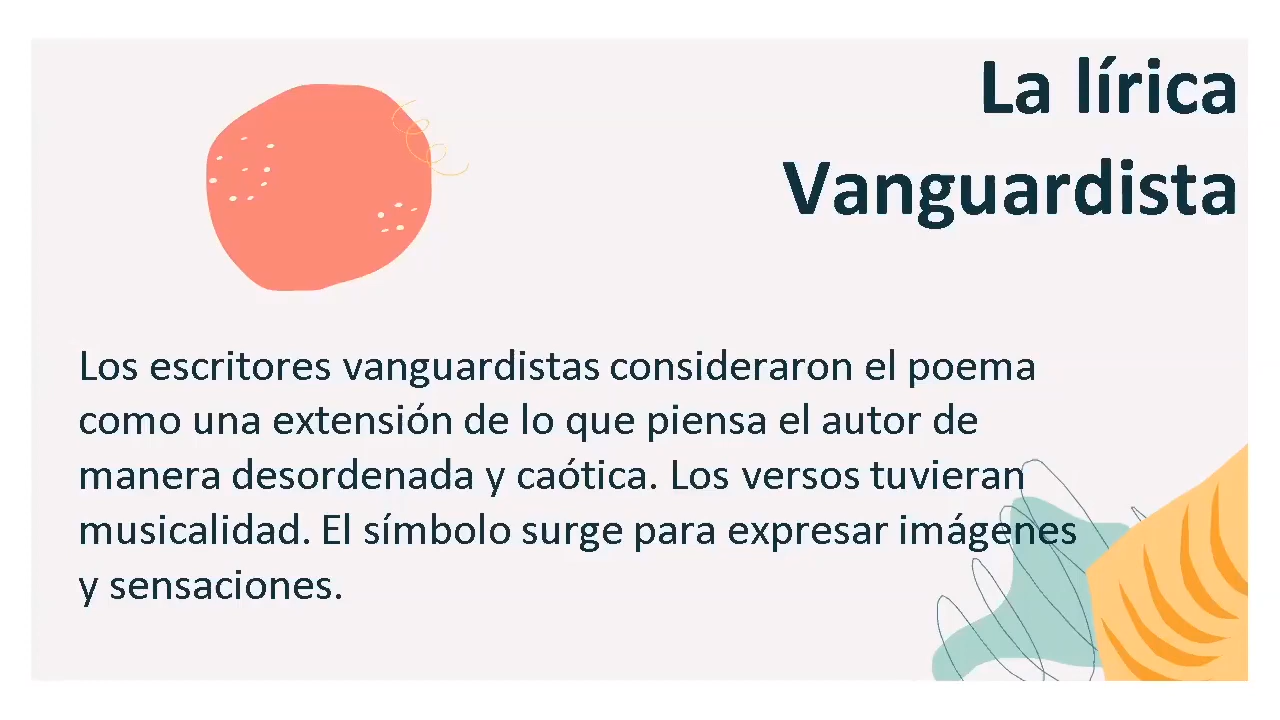 La lírica
Vanguardista
Los escritores vanguardistas consideraron el poema
como una extensión de lo que piensa el autor de
manera desordenada y caótica. Los versos tuvieran
musicalidad. El símbolo surge para expresar imágenes
y sensaciones.